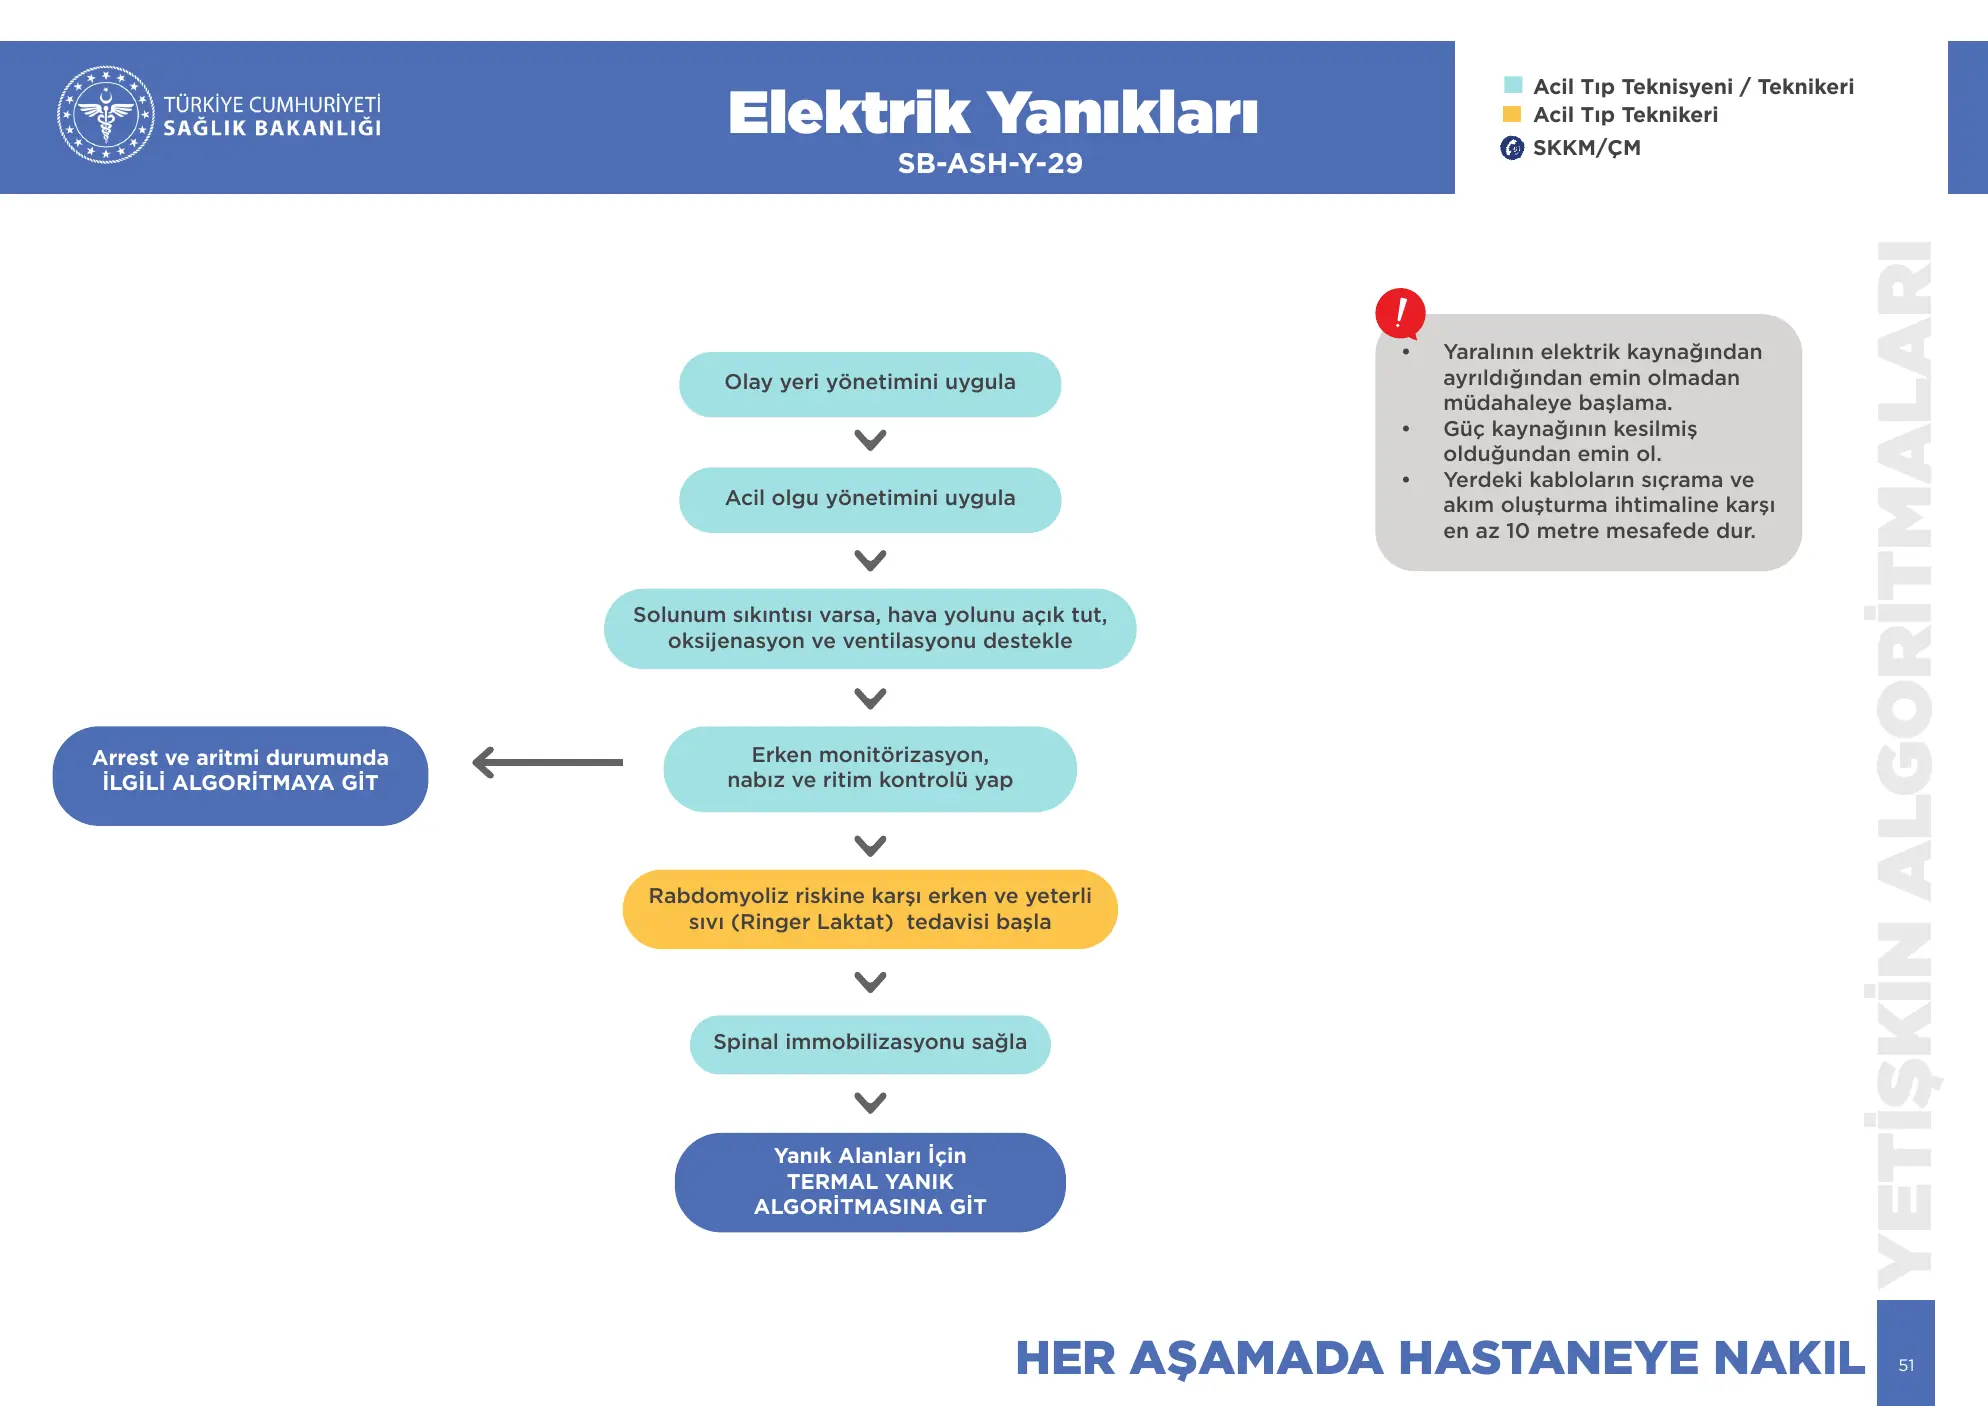 TÜRKİYE CUMHURİYETİ
SAĞLIK BAKANLIĞI
Elektrik Yanıkları
SB-ASH-Y-29
Acil Tıp Teknisyeni / Teknikeri
Acil Tıp Teknikeri
SKKM/ÇM
Olay yeri yönetimini uygula
Acil olgu yönetimini uygula
Solunum sıkıntısı varsa, hava yolunu açık tut,
oksijenasyon ve ventilasyonu destekle
Erken monitörizasyon,
nabız ve ritim kontrolü yap
Arrest ve aritmi durumunda
İLGİLİ ALGORİTMAYA GİT
Rabdomyoliz riskine karşı erken ve yeterli
sıvı (Ringer Laktat)  tedavisi başla
Spinal immobilizasyonu sağla
Yanık Alanları İçin
TERMAL YANIK
ALGORİTMASINA GİT
!
• Yaralının elektrik kaynağından
ayrıldığından emin olmadan
müdahaleye başlama.
• Güç kaynağının kesilmiş
olduğundan emin ol.
• Yerdeki kabloların sıçrama ve
akım oluşturma ihtimaline karşı
en az 10 metre mesafede dur.
YETİŞKİN ALGORİTMALARI
HER AŞAMADA HASTANEYE NAKIL
51